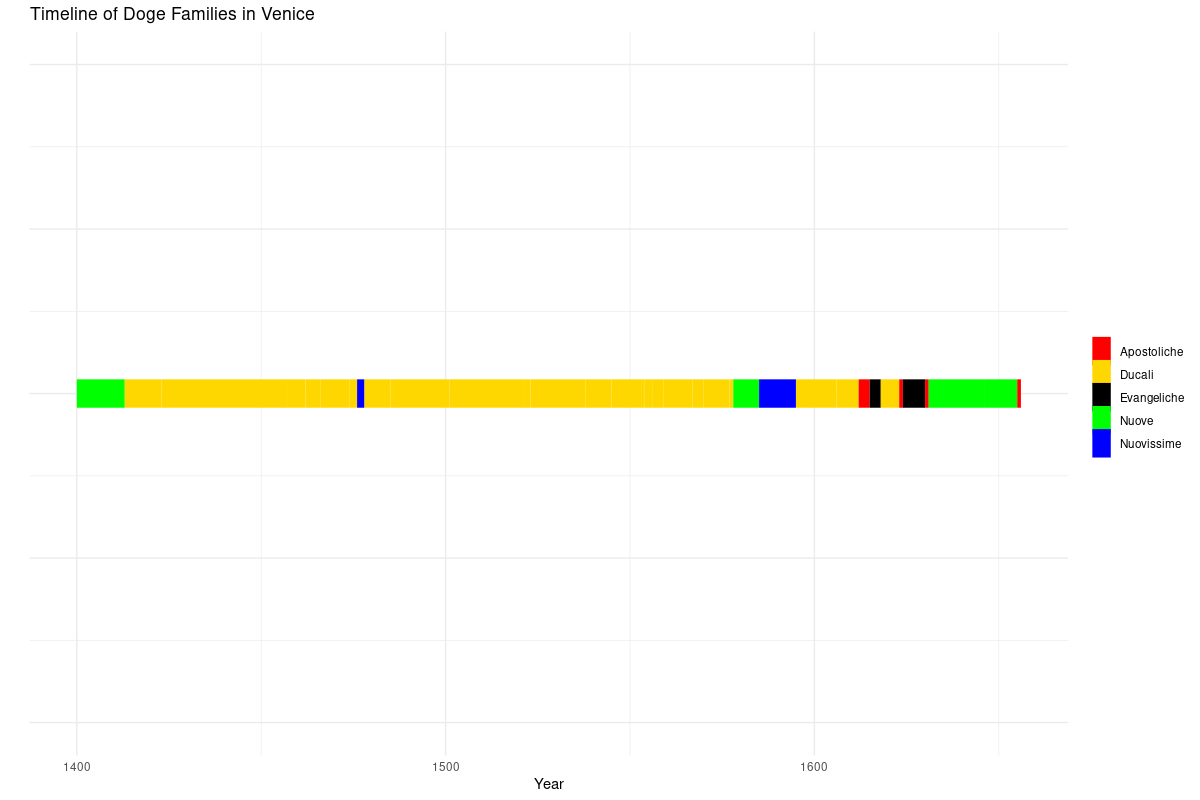 Timeline of Doge Families in Venice
Apostoliche
Ducali
Evangeliche
Nuove
Nuovissime
1400
1500
1600
Year